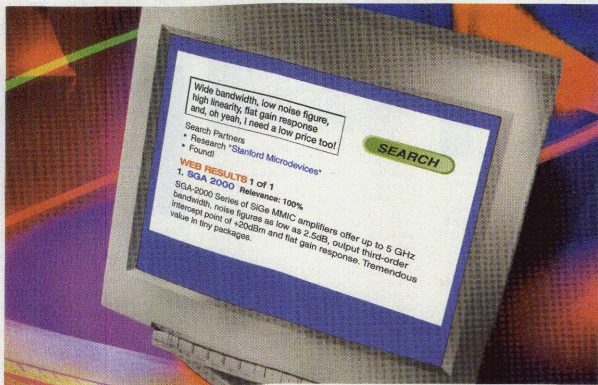 Wide bandwidth, low noise figure,
high linearity, flat gain response
and, oh yeah, I need a low price too!
SEARCH
Search Partners
• Research "Stanford Microdevices"
• Found!
WEB RESULTS 1 of 1
1. SGA 2000 Relevance: 100%
SGA-2000 Series of SiGe MMIC amplifiers offer up to 5 GHz
bandwidth, noise figures as low as 2.5dB, output third-order
intercept point of +20dBm and flat gain response. Tremendous
value in tiny packages.